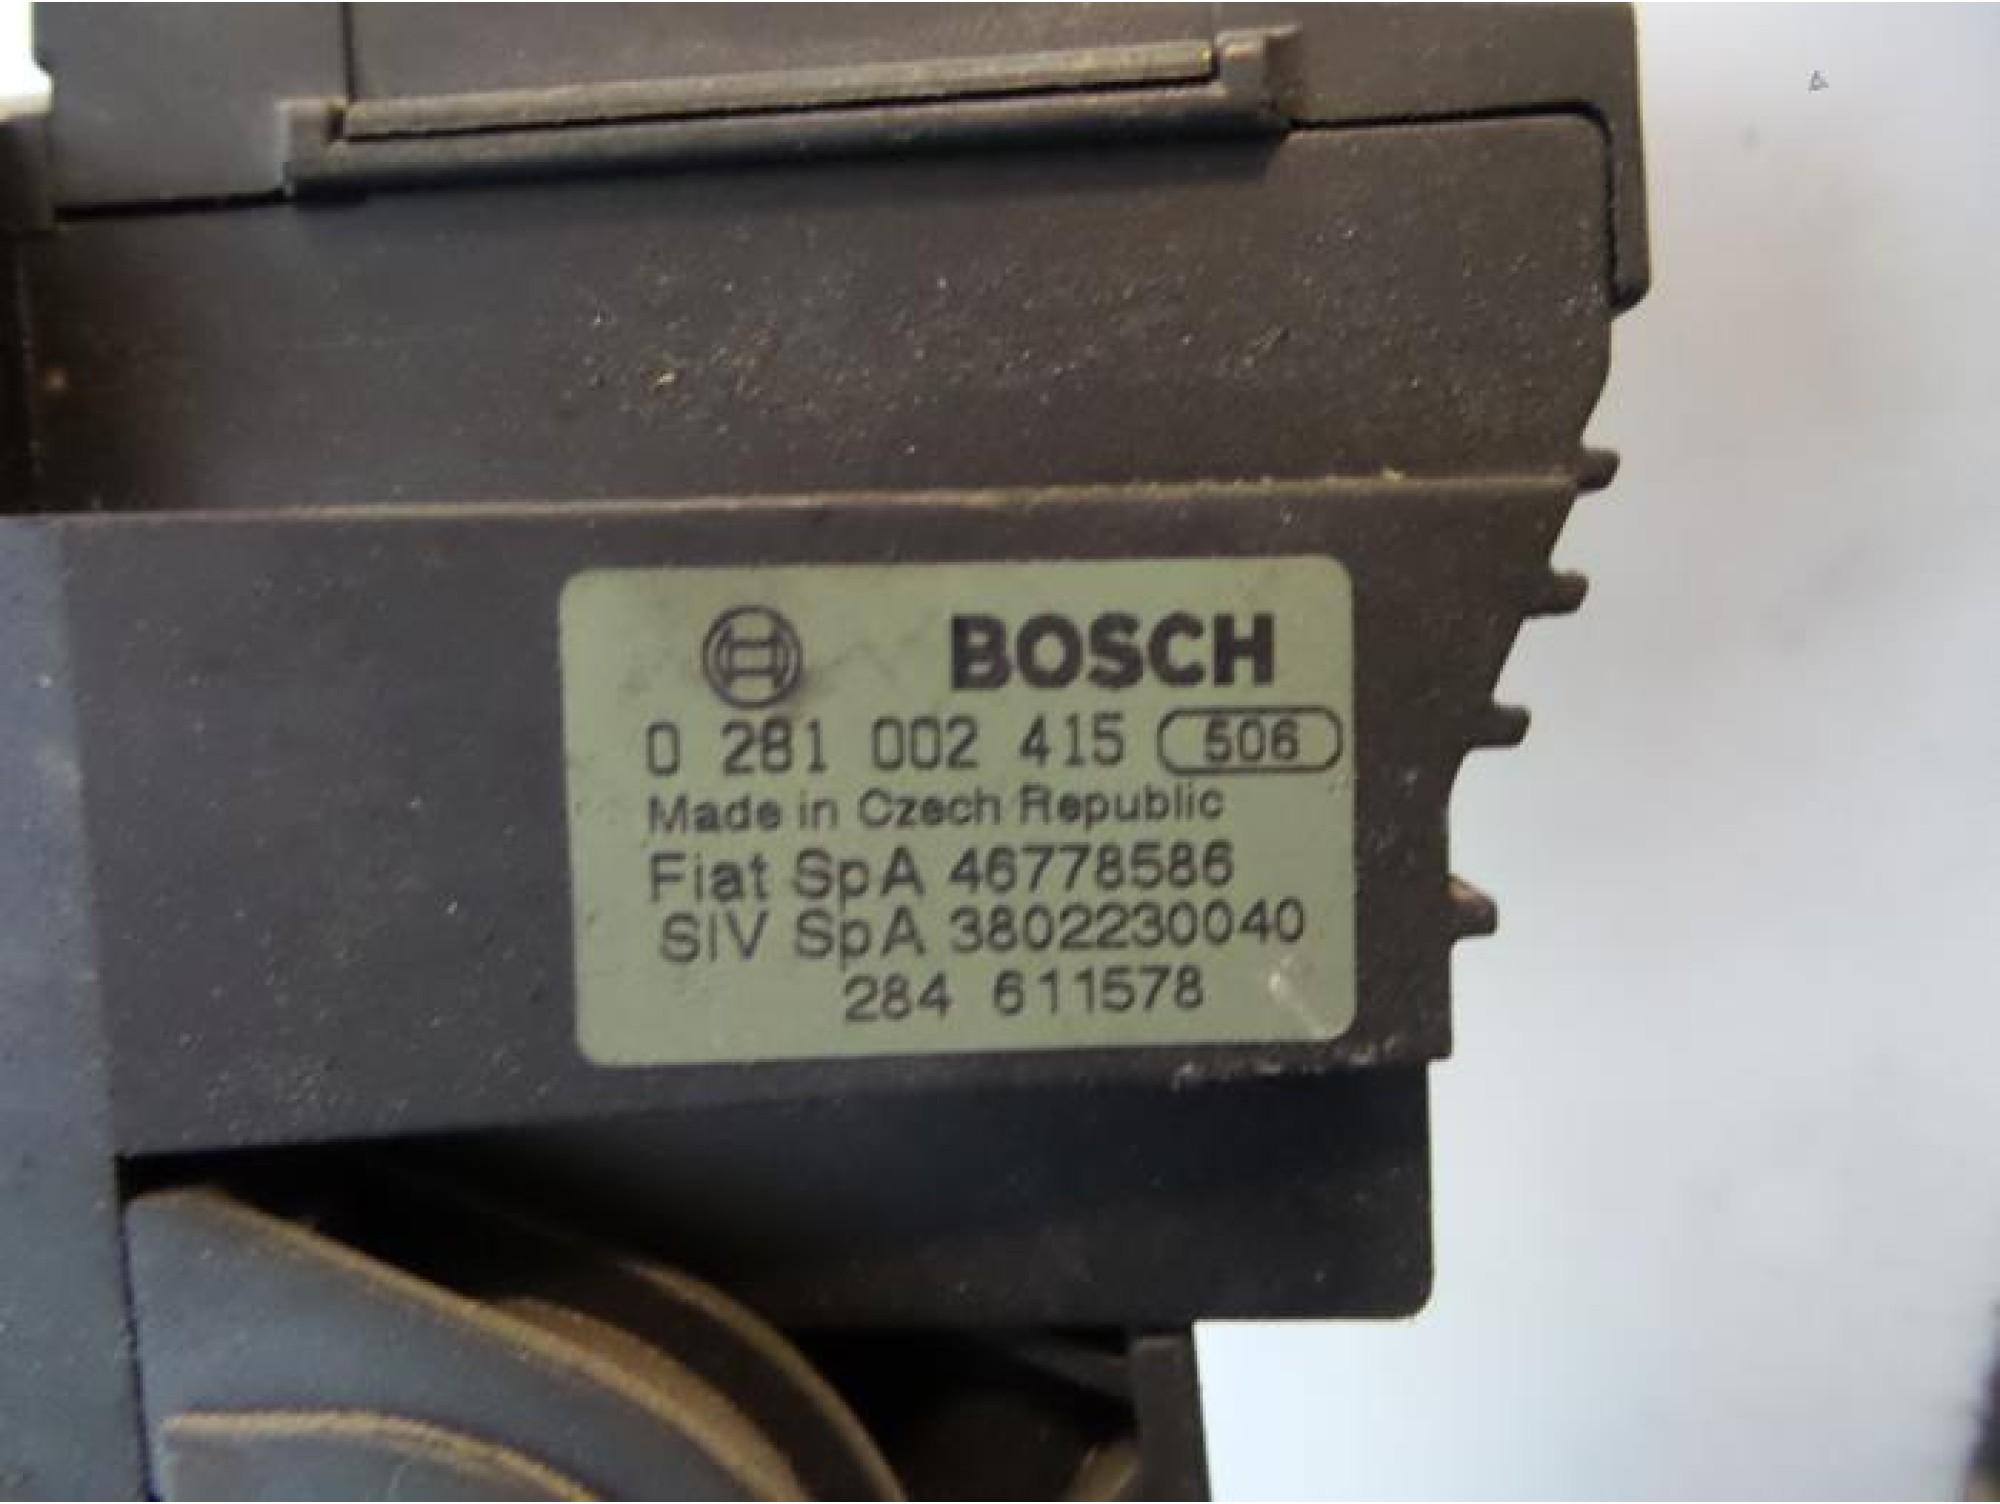 BOSCH
0 281 002 415 506
Made in Czech Republic
Fiat SpA 46778586
SIV SpA 3802230040
284 611578